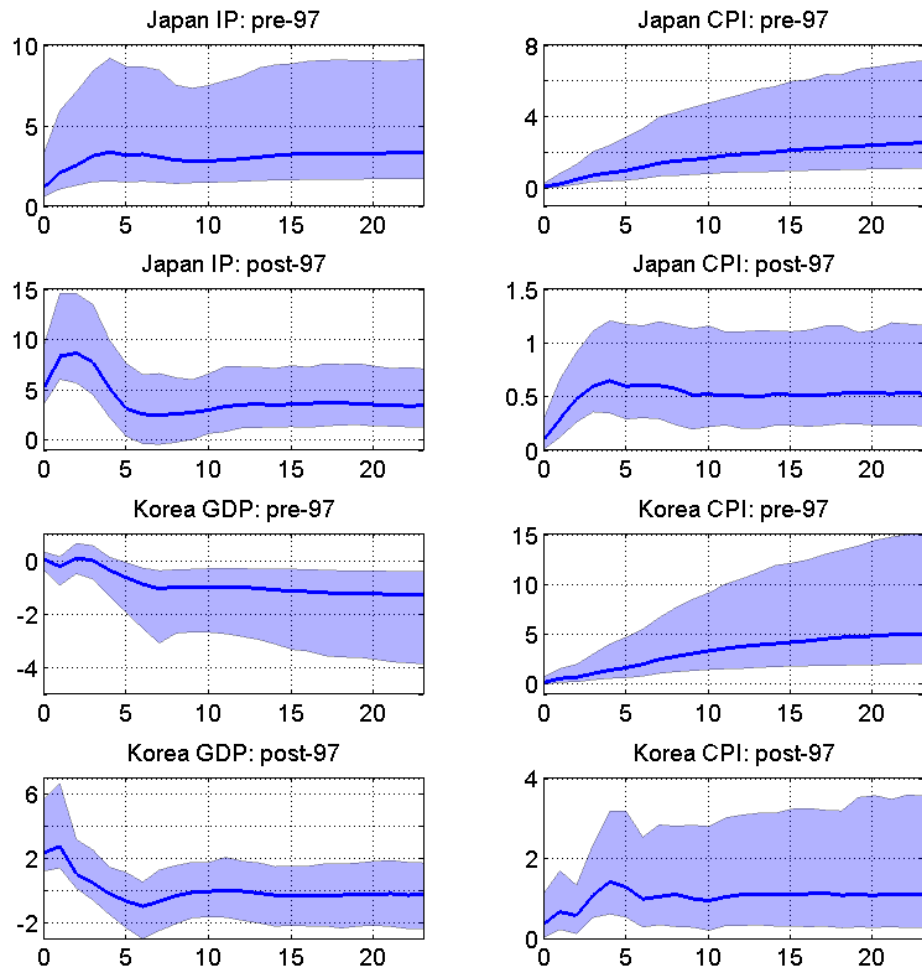 Japan IP: pre-97
10
5
0
0 5 10 15 20
Japan CPI: pre-97
8
4
0
0 5 10 15 20
Japan IP: post-97
15
10
5
0
0 5 10 15 20
Japan CPI: post-97
1.5
1
0.5
0
0 5 10 15 20
Korea GDP: pre-97
0
-2
-4
0 5 10 15 20
Korea CPI: pre-97
15
10
5
0
0 5 10 15 20
Korea GDP: post-97
6
2
-2
0 5 10 15 20
Korea CPI: post-97
4
2
0
0 5 10 15 20